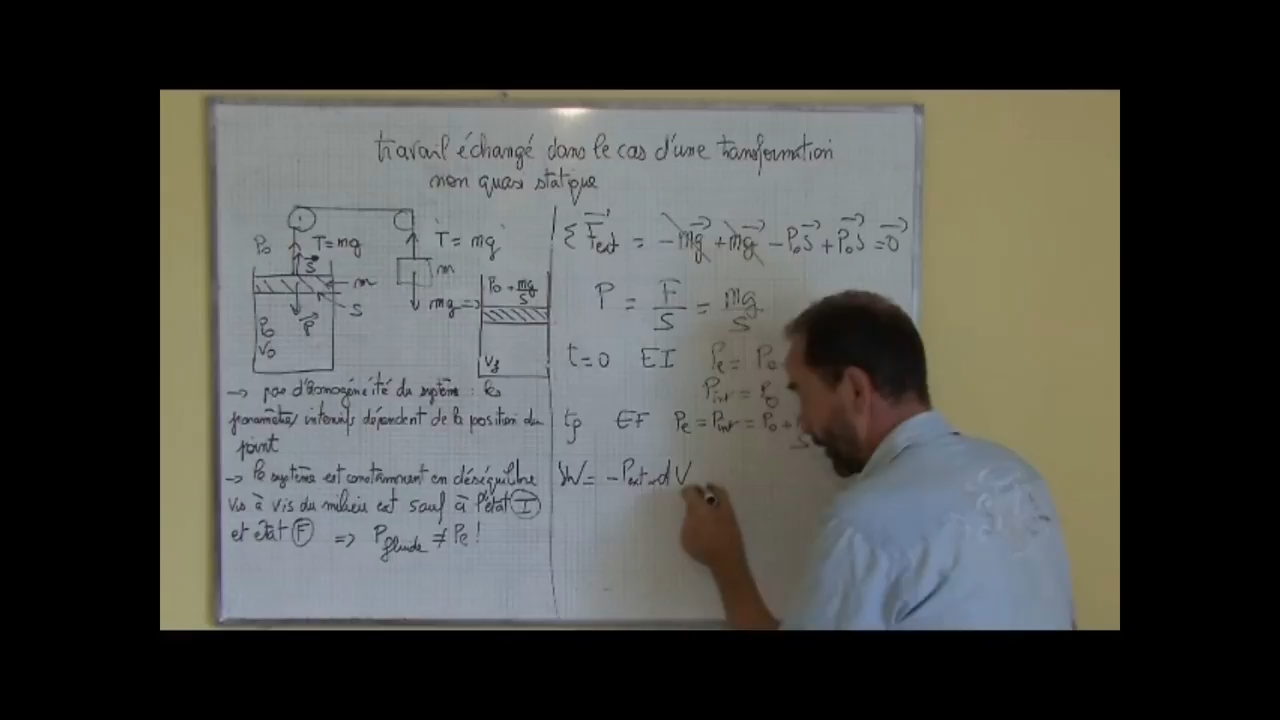 travail échangé dans le cas d'une transformation
non quasi statique
P₀ T = mg T = mg
S m
m S
P mg => P₀ + mg/S
P₀
V₀ Vf
-> pas d'homogénéité du système : les
paramètres intensifs dépendent de la position du
point
-> le système est constamment en déséquilibre
vis à vis du milieu ext sauf à l'état I
et état F => P fluide ≠ Pe !
Σ Fext = - mg + mg - P₀S + P₀S = 0
P = F/S = mg/S
t=0 EI Pe = P₀
Pint = P₀
tf EF Pe = Pint = P₀ +
δW = - Pext dV